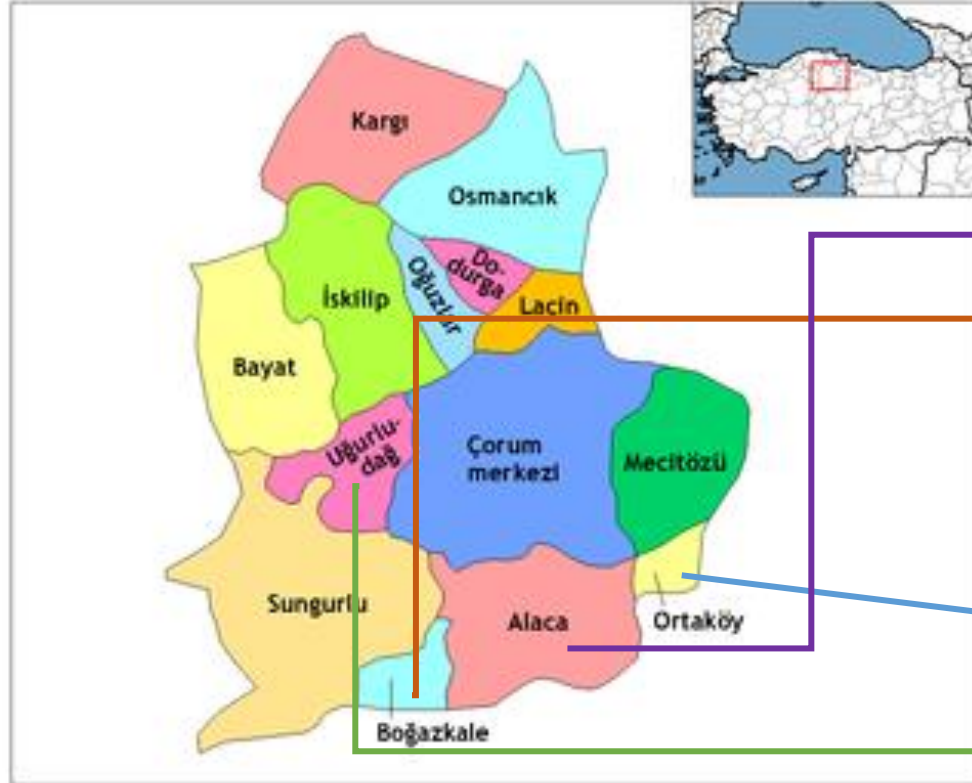 Kargı
Osmancık
Do-
durga
Oğuzlar
İskilip
Laçin
Bayat
Uğurlu-
dağ
Çorum
merkezi
Mecitözü
Sungurlu
Alaca
Ortaköy
Boğazkale